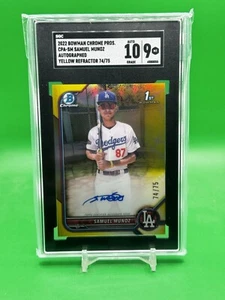 SGC
2022 BOWMAN CHROME PROS.
CPA-SM SAMUEL MUNOZ
AUTOGRAPHED
YELLOW REFRACTOR 74/75
AUTO
10
9
Chrome
1st
Dodgers
87
74/75
LA
SAMUEL MUNOZ